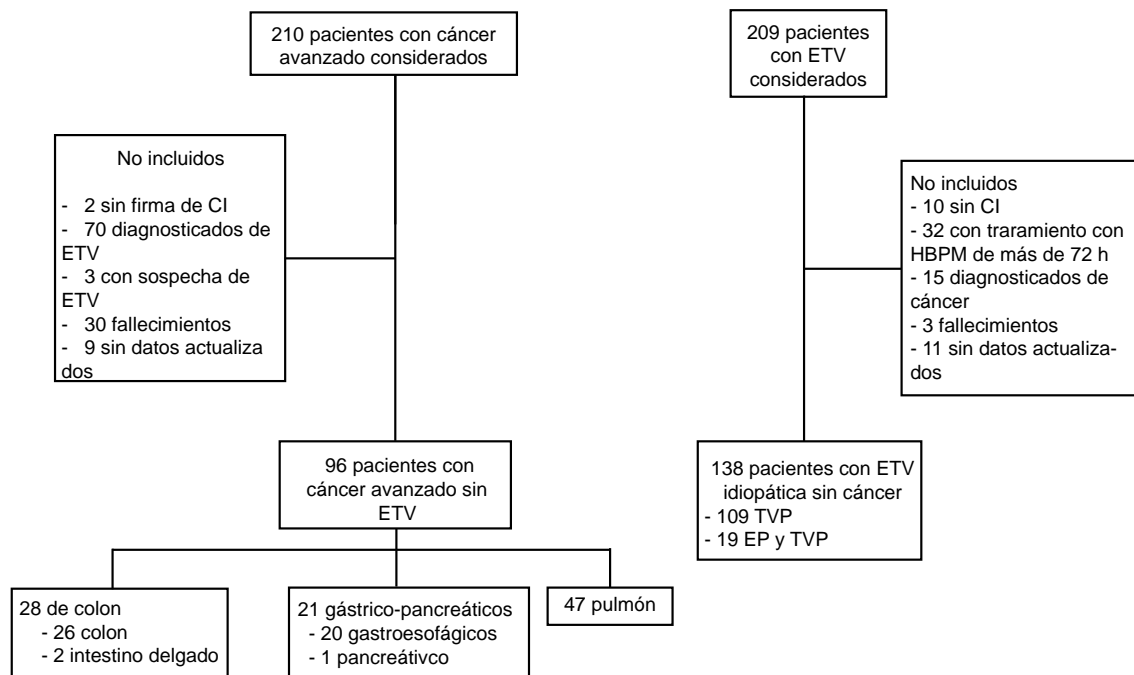 210 pacientes con cáncer
avanzado considerados
209 pacientes
con ETV
considerados
No incluidos
- 2 sin firma de CI
- 70 diagnosticados de
ETV
- 3 con sospecha de
ETV
- 30 fallecimientos
- 9 sin datos actualiza
dos
No incluidos
- 10 sin CI
- 32 con traramiento con
HBPM de más de 72 h
- 15 diagnosticados de
cáncer
- 3 fallecimientos
- 11 sin datos actualiza-
dos
96 pacientes con
cáncer avanzado sin
ETV
138 pacientes con ETV
idiopática sin cáncer
- 109 TVP
- 19 EP y TVP
28 de colon
- 26 colon
- 2 intestino delgado
21 gástrico-pancreáticos
- 20 gastroesofágicos
- 1 pancreátivco
47 pulmón